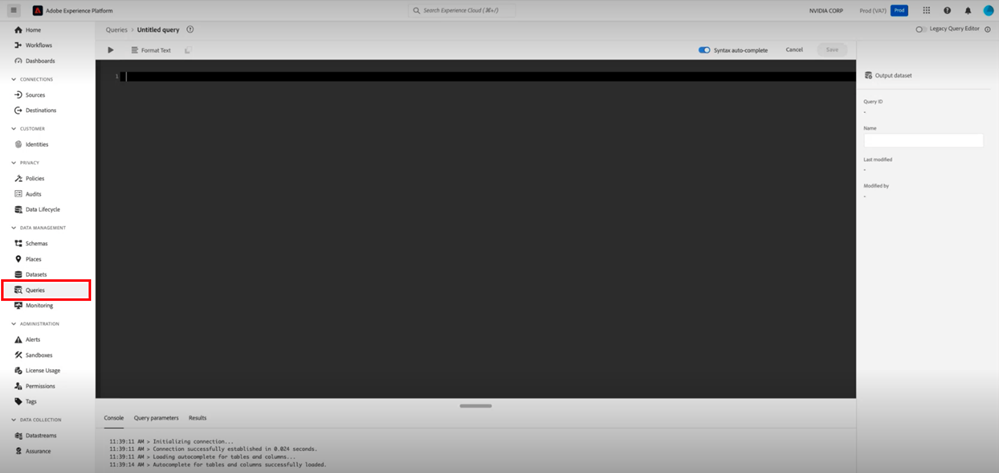 Adobe Experience Platform
Search Experience Cloud (⌘+/)
NVIDIA CORP
Prod (VA7)
Prod
Home
Workflows
Dashboards
CONNECTIONS
Sources
Destinations
CUSTOMER
Identities
PRIVACY
Policies
Audits
Data Lifecycle
DATA MANAGEMENT
Schemas
Places
Datasets
Queries
Monitoring
ADMINISTRATION
Alerts
Sandboxes
License Usage
Permissions
Tags
DATA COLLECTION
Datastreams
Assurance
Queries > Untitled query
Legacy Query Editor
Format Text
Syntax auto-complete
Cancel
Save
1
Output dataset
Query ID
-
Name
Last modified
-
Modified by
-
Console
Query parameters
Results
11:39:11 AM > Initializing connection...
11:39:11 AM > Connection successfully established in 0.024 seconds.
11:39:11 AM > Loading autocomplete for tables and columns...
11:39:14 AM > Autocomplete for tables and columns successfully loaded.